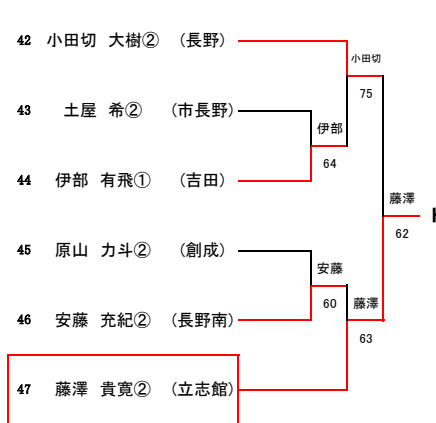 42 小田切 大樹② (長野)
小田切
75
43 土屋 希② (市長野)
伊部
64
44 伊部 有飛① (吉田)
藤澤
62
45 原山 力斗② (創成)
安藤
60 藤澤
46 安藤 充紀② (長野南)
63
47 藤澤 貴寛② (立志館)